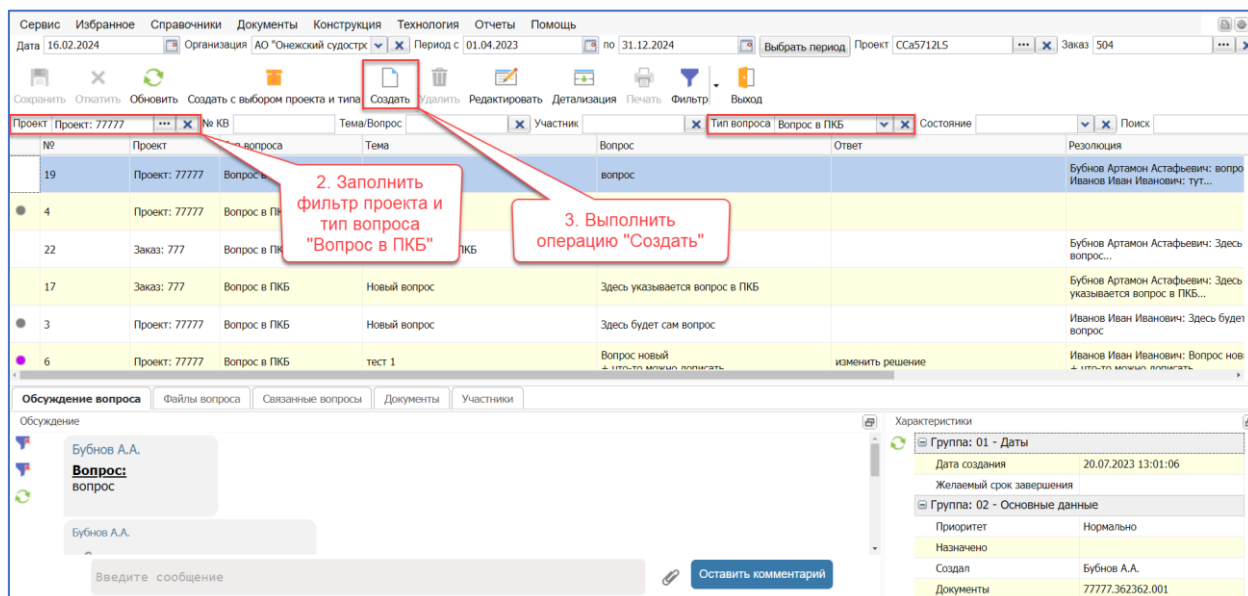 Сервис Избранное Справочники Документы Конструкция Технология Отчеты Помощь
Дата 16.02.2024 Организация АО "Онежский судостро Период с 01.04.2023 по 31.12.2024 Выбрать период Проект CCa5712LS ... Заказ 504 ...
Сохранить Откатить Обновить Создать с выбором проекта и типа Создать Удалить Редактировать Детализация Печать Фильтр Выход
Проект Проект: 77777 ... № КВ Тема/Вопрос Участник Тип вопроса Вопрос в ПКБ Состояние Поиск
№ Проект вопроса Тема Вопрос Ответ Резолюция
19 Проект: 77777 Вопрос в вопрос Бубнов Артамон Астафьевич: вопро
Иванов Иван Иванович: тут...
2. Заполнить
фильтр проекта и
тип вопроса
"Вопрос в ПКБ"
3. Выполнить
операцию "Создать"
4 Проект: 77777 Вопрос в ПК
22 Заказ: 777 Вопрос в ПК ПКБ Бубнов Артамон Астафьевич: Здесь
вопрос...
17 Заказ: 777 Вопрос в ПКБ Новый вопрос Здесь указывается вопрос в ПКБ Бубнов Артамон Астафьевич: Здесь
указывается вопрос в ПКБ...
3 Проект: 77777 Вопрос в ПКБ Новый вопрос Здесь будет сам вопрос Иванов Иван Иванович: Здесь будет
вопрос
6 Проект: 77777 Вопрос в ПКБ тест 1 Вопрос новый изменить решение Иванов Иван Иванович: Вопрос нов
+ что-то можно дописать + что-то можно дописать
Обсуждение вопроса Файлы вопроса Связанные вопросы Документы Участники
Обсуждение Характеристики
Бубнов А.А.
Вопрос:
вопрос
Бубнов А.А.
Введите сообщение Оставить комментарий
Группа: 01 - Даты
Дата создания 20.07.2023 13:01:06
Желаемый срок завершения
Группа: 02 - Основные данные
Приоритет Нормально
Назначено
Создал Бубнов А.А.
Документы 77777.362362.001